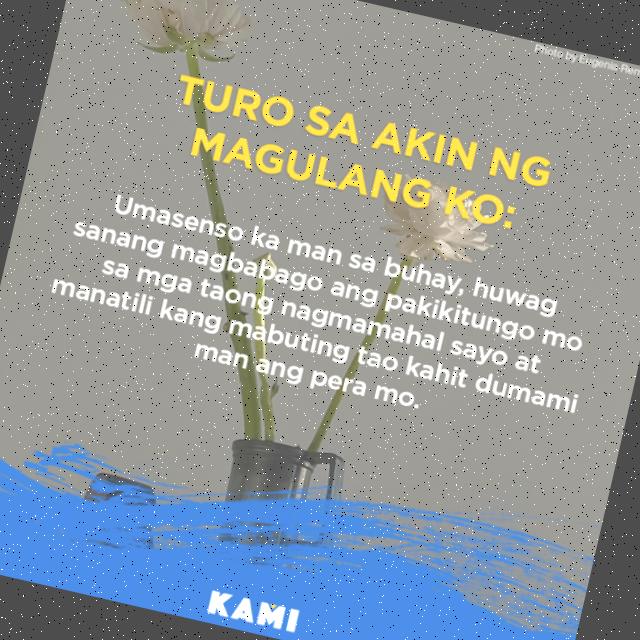 Photo by Eugenio
TURO SA AKIN NG
MAGULANG KO:
Umasenso ka man sa buhay, huwag
sanang magbabago ang pakikitungo mo
sa mga taong nagmamahal sayo at
manatili kang mabuting tao kahit dumami
man ang pera mo.
KAMI